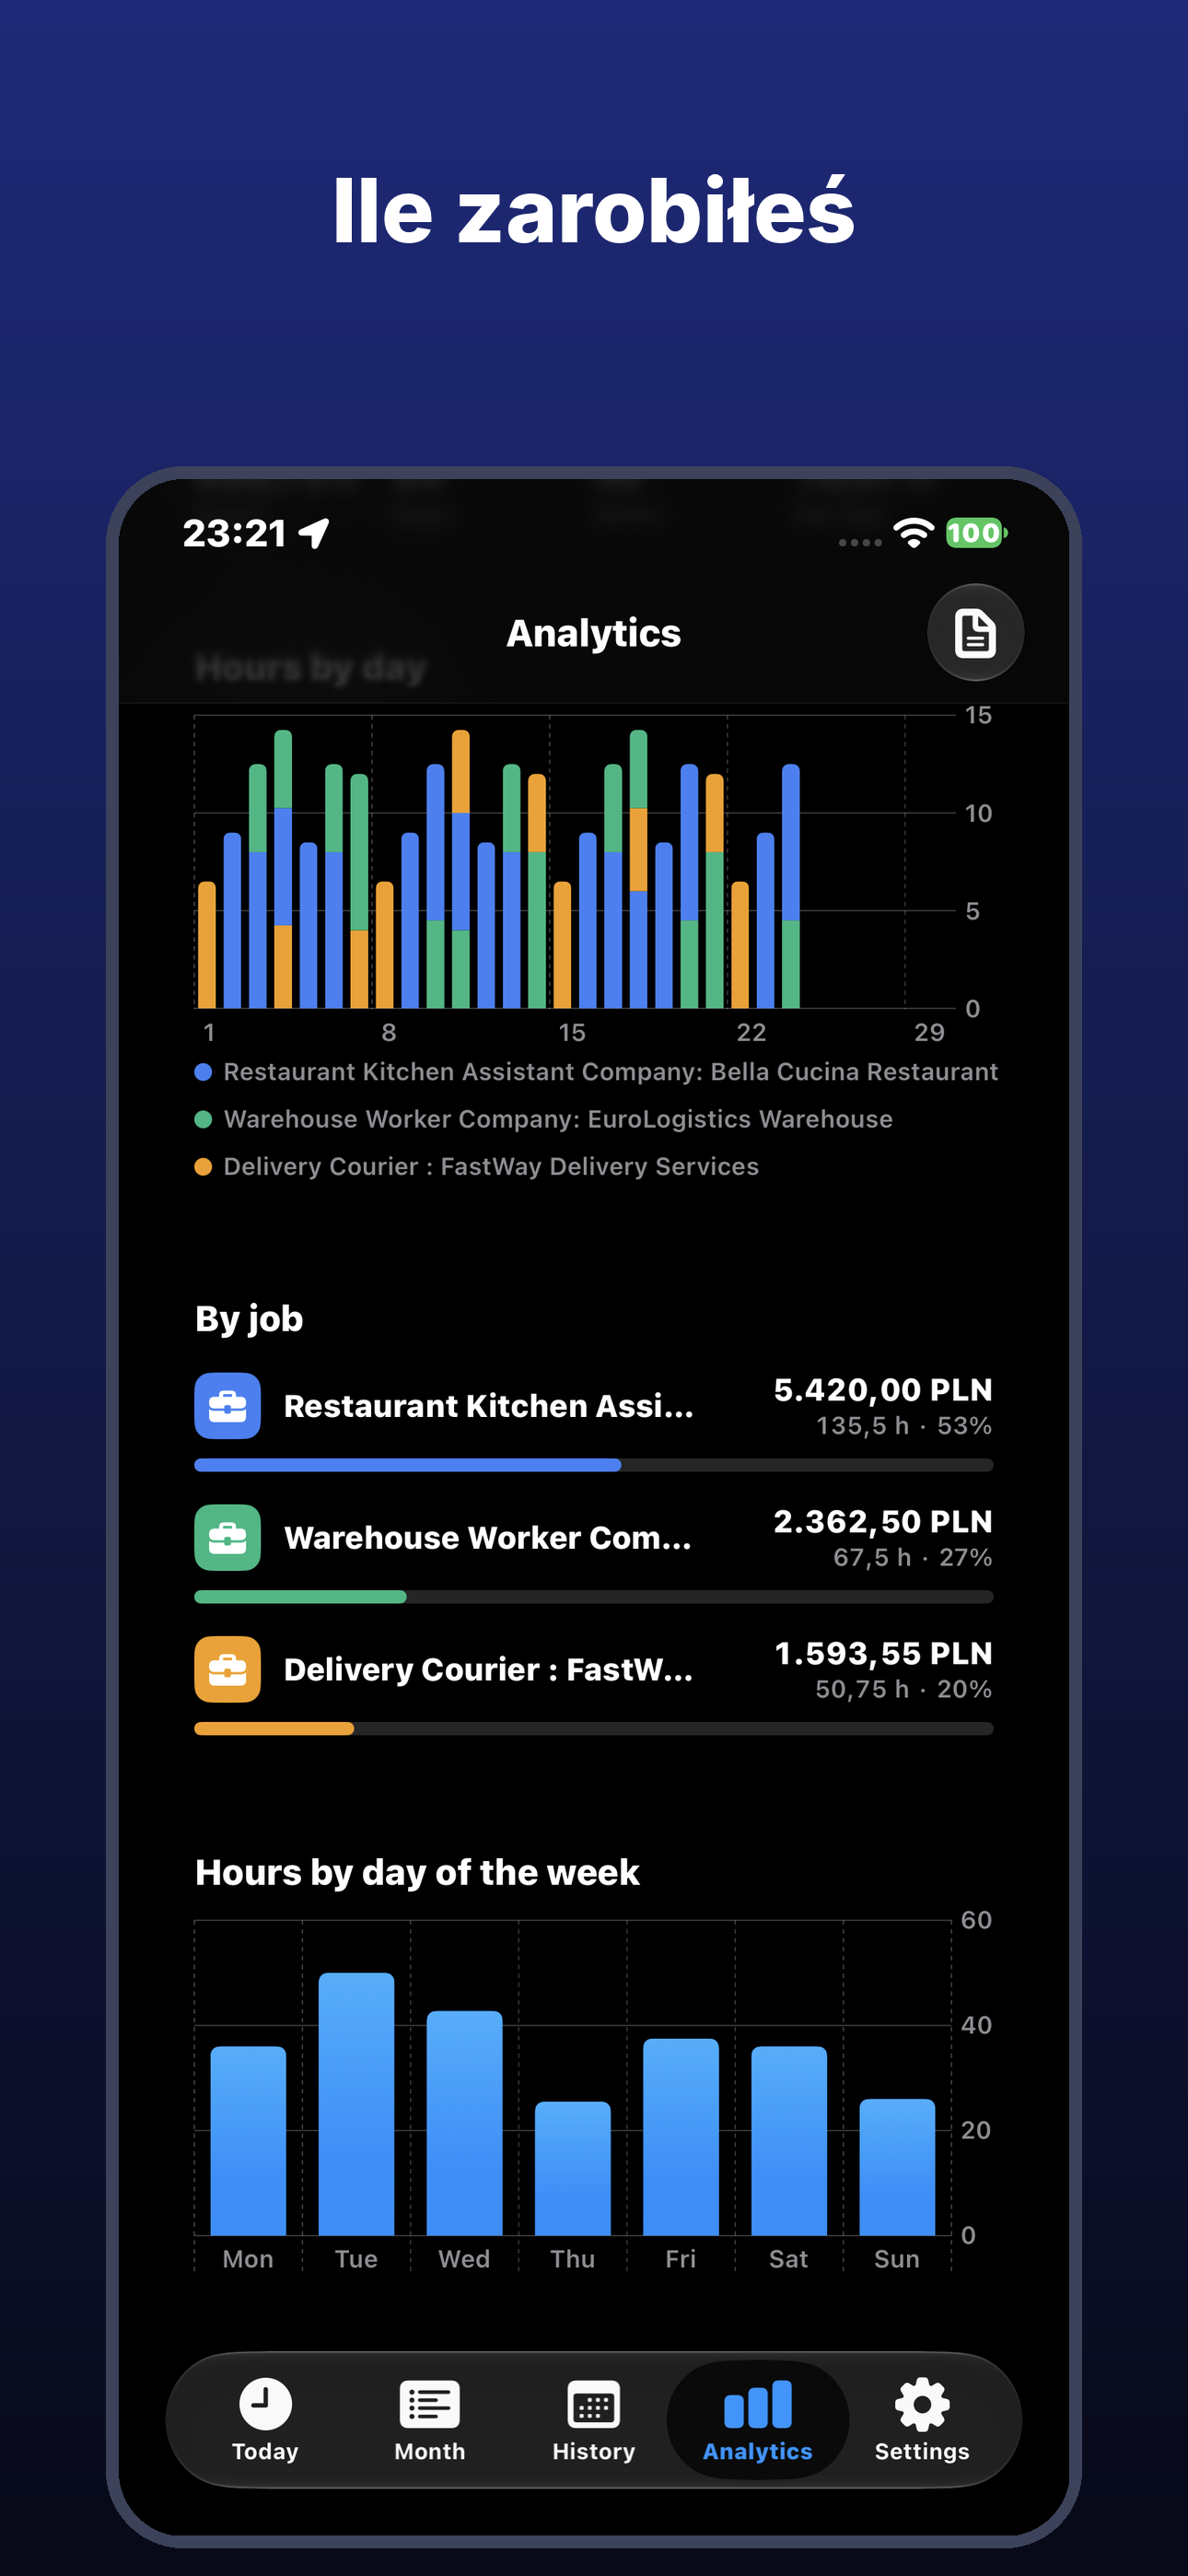 Ile zarobiłeś
23:21
100
Analytics
Hours by day
15
10
5
0
1 8 15 22 29
Restaurant Kitchen Assistant Company: Bella Cucina Restaurant
Warehouse Worker Company: EuroLogistics Warehouse
Delivery Courier : FastWay Delivery Services
By job
Restaurant Kitchen Assi...
5.420,00 PLN
135,5 h · 53%
Warehouse Worker Com...
2.362,50 PLN
67,5 h · 27%
Delivery Courier : FastW...
1.593,55 PLN
50,75 h · 20%
Hours by day of the week
60
40
20
0
Mon Tue Wed Thu Fri Sat Sun
Today Month History Analytics Settings